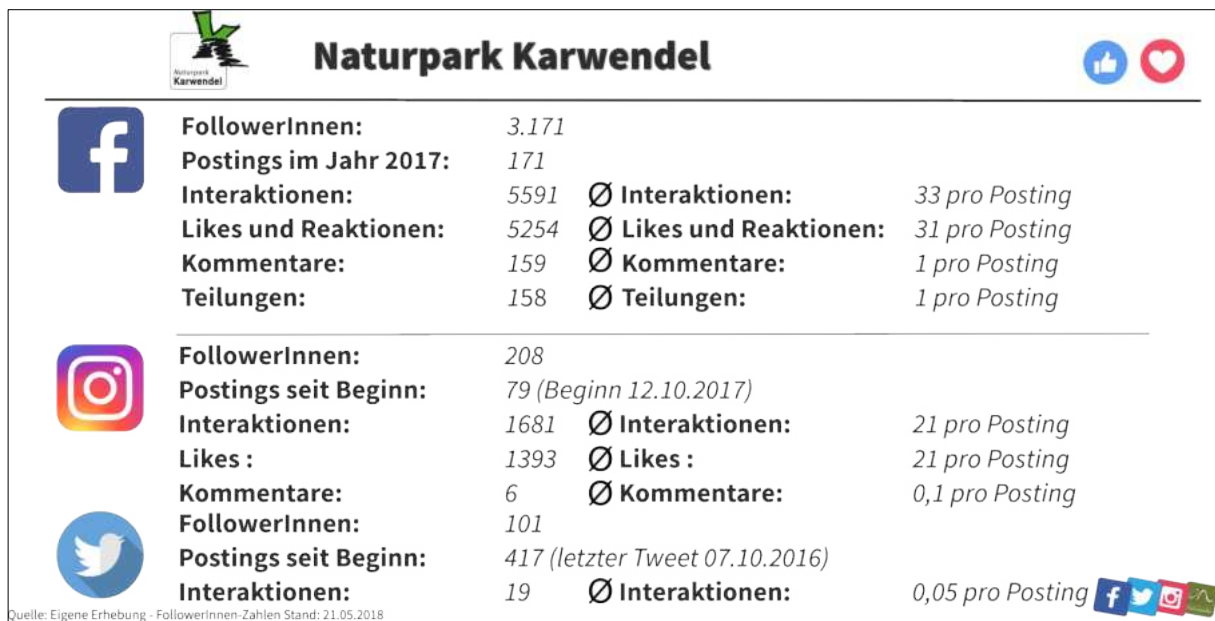 Naturpark
Karwendel
Naturpark Karwendel
FollowerInnen: 3.171
Postings im Jahr 2017: 171
Interaktionen: 5591 Ø Interaktionen: 33 pro Posting
Likes und Reaktionen: 5254 Ø Likes und Reaktionen: 31 pro Posting
Kommentare: 159 Ø Kommentare: 1 pro Posting
Teilungen: 158 Ø Teilungen: 1 pro Posting
FollowerInnen: 208
Postings seit Beginn: 79 (Beginn 12.10.2017)
Interaktionen: 1681 Ø Interaktionen: 21 pro Posting
Likes : 1393 Ø Likes : 21 pro Posting
Kommentare: 6 Ø Kommentare: 0,1 pro Posting
FollowerInnen: 101
Postings seit Beginn: 417 (letzter Tweet 07.10.2016)
Interaktionen: 19 Ø Interaktionen: 0,05 pro Posting
Quelle: Eigene Erhebung - FollowerInnen-Zahlen Stand: 21.05.2018